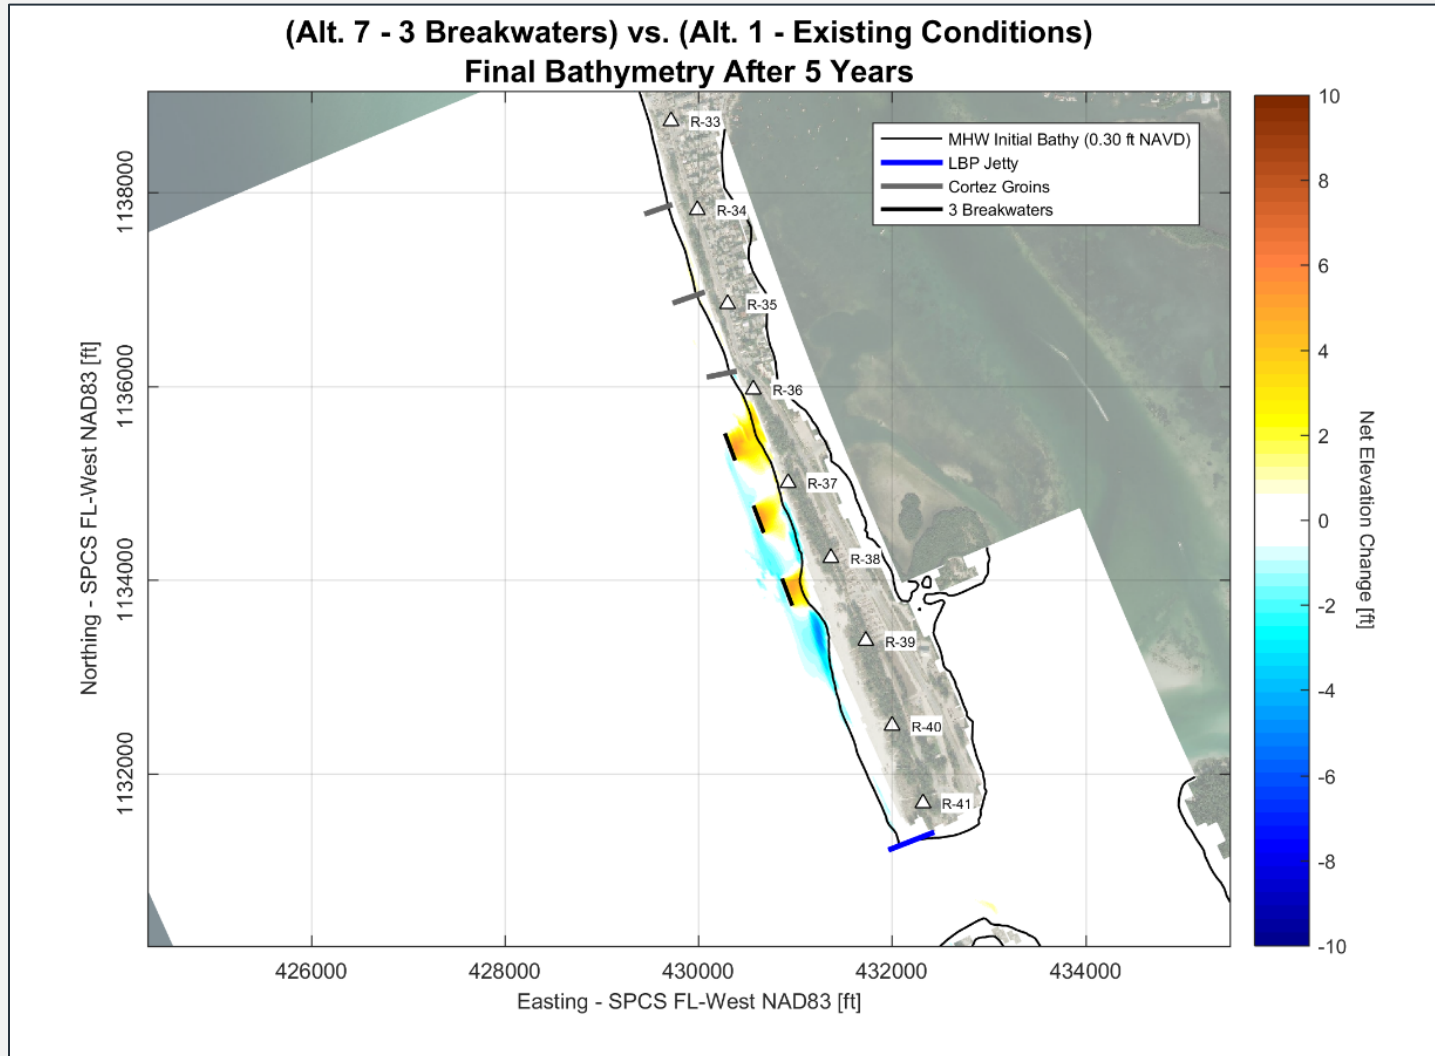 (Alt. 7 - 3 Breakwaters) vs. (Alt. 1 - Existing Conditions)
Final Bathymetry After 5 Years
MHW Initial Bathy (0.30 ft NAVD)
LBP Jetty
Cortez Groins
3 Breakwaters
R-33
R-34
R-35
R-36
R-37
R-38
R-39
R-40
R-41
Northing - SPCS FL-West NAD83 [ft]
1138000
1136000
1134000
1132000
426000
428000
430000
432000
434000
Easting - SPCS FL-West NAD83 [ft]
10
8
6
4
2
0
-2
-4
-6
-8
-10
Net Elevation Change [ft]